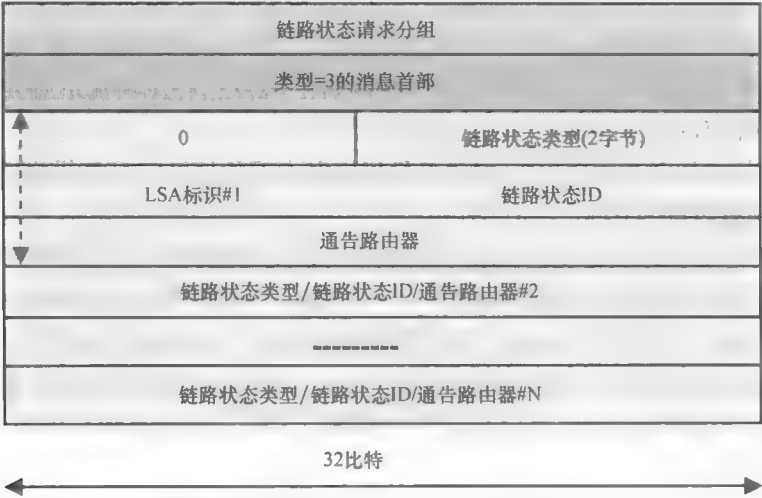 链路状态请求分组
类型=3的消息首部
0 链路状态类型(2字节)
LSA标识#1 链路状态ID
通告路由器
链路状态类型/链路状态ID/通告路由器#2
---------
链路状态类型/链路状态ID/通告路由器#N
32比特